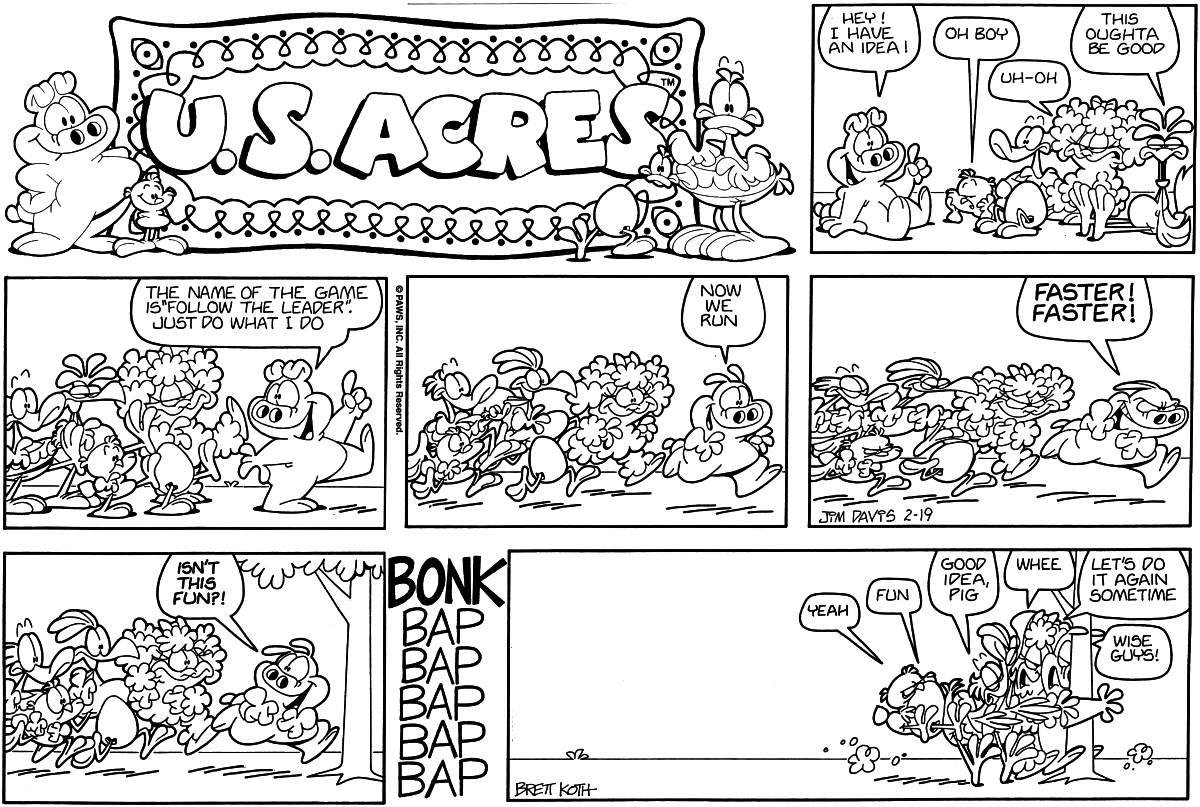 U.S. ACRES
TM
HEY!
I HAVE
AN IDEA!
OH BOY
UH-OH
THIS
OUGHTA
BE GOOD
THE NAME OF THE GAME
IS "FOLLOW THE LEADER".
JUST DO WHAT I DO
© PAWS, INC. All Rights Reserved.
NOW
WE
RUN
FASTER!
FASTER!
JIM DAVIS 2-19
ISN'T
THIS
FUN?!
BONK
BAP
BAP
BAP
BAP
BAP
YEAH
FUN
GOOD
IDEA,
PIG
WHEE
LET'S DO
IT AGAIN
SOMETIME
WISE
GUYS!
BRETT KOTH